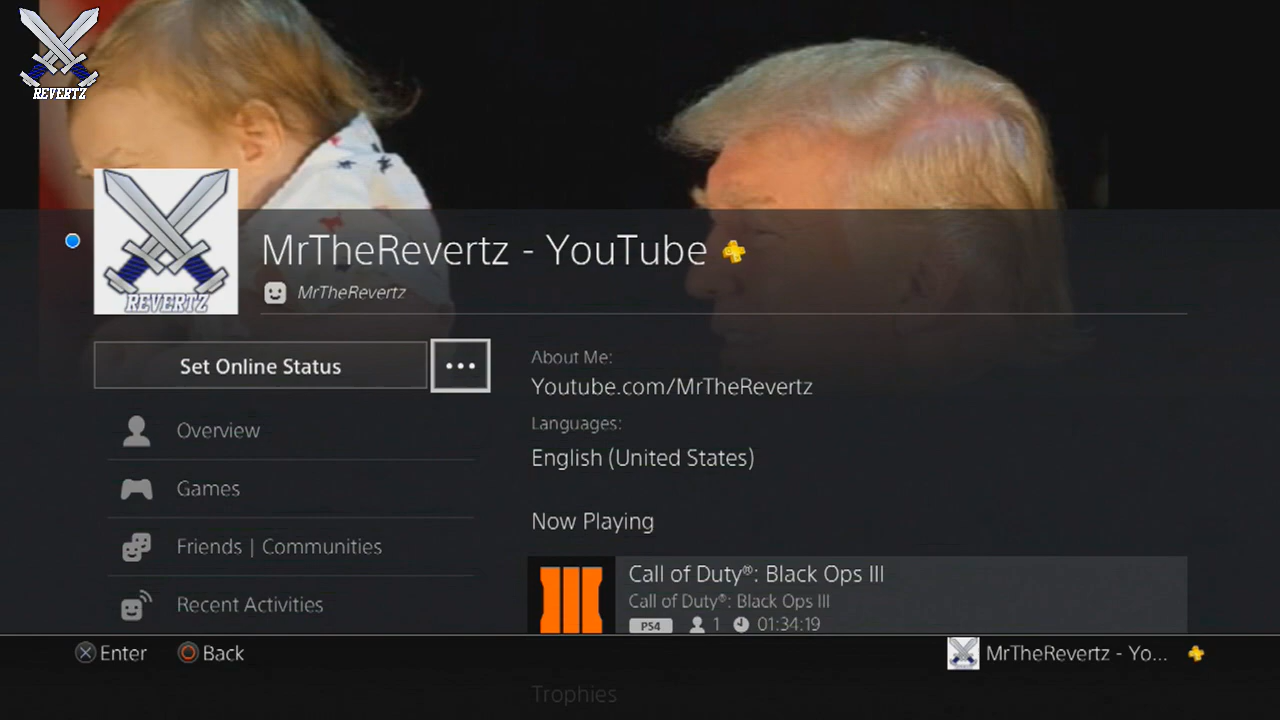 REVERTZ
REVERTZ
MrTheRevertz - YouTube
MrTheRevertz
Set Online Status
Overview
Games
Friends | Communities
Recent Activities
About Me:
Youtube.com/MrTheRevertz
Languages:
English (United States)
Now Playing
Call of Duty®: Black Ops III
Call of Duty®: Black Ops III
PS4 1 01:34:19
Enter Back
MrTheRevertz - Yo...
Trophies